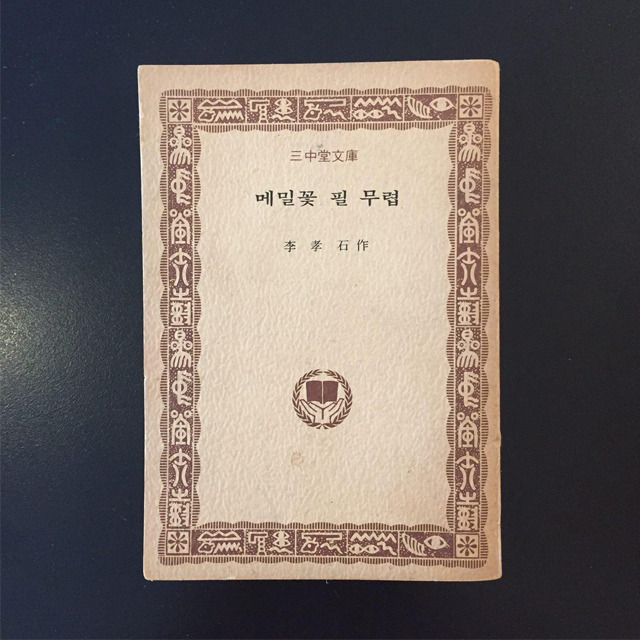 三中堂文庫
메밀꽃 필 무렵
李孝石作